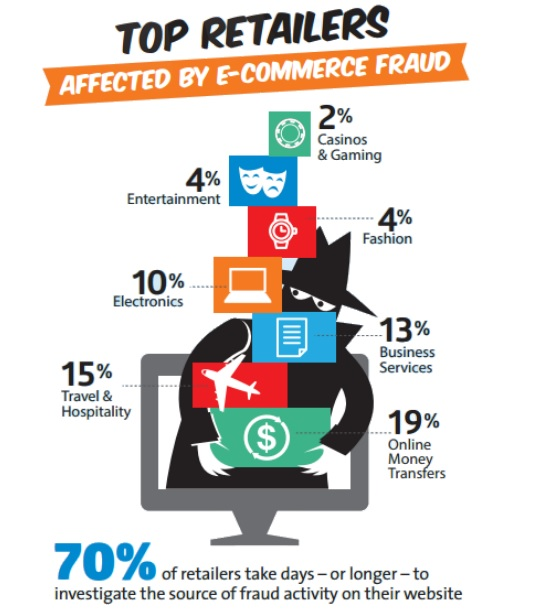 TOP RETAILERS
AFFECTED BY E-COMMERCE FRAUD
2%
Casinos
& Gaming
4%
Entertainment
4%
Fashion
10%
Electronics
13%
Business
Services
15%
Travel &
Hospitality
$
19%
Online
Money
Transfers
70% of retailers take days – or longer – to
investigate the source of fraud activity on their website